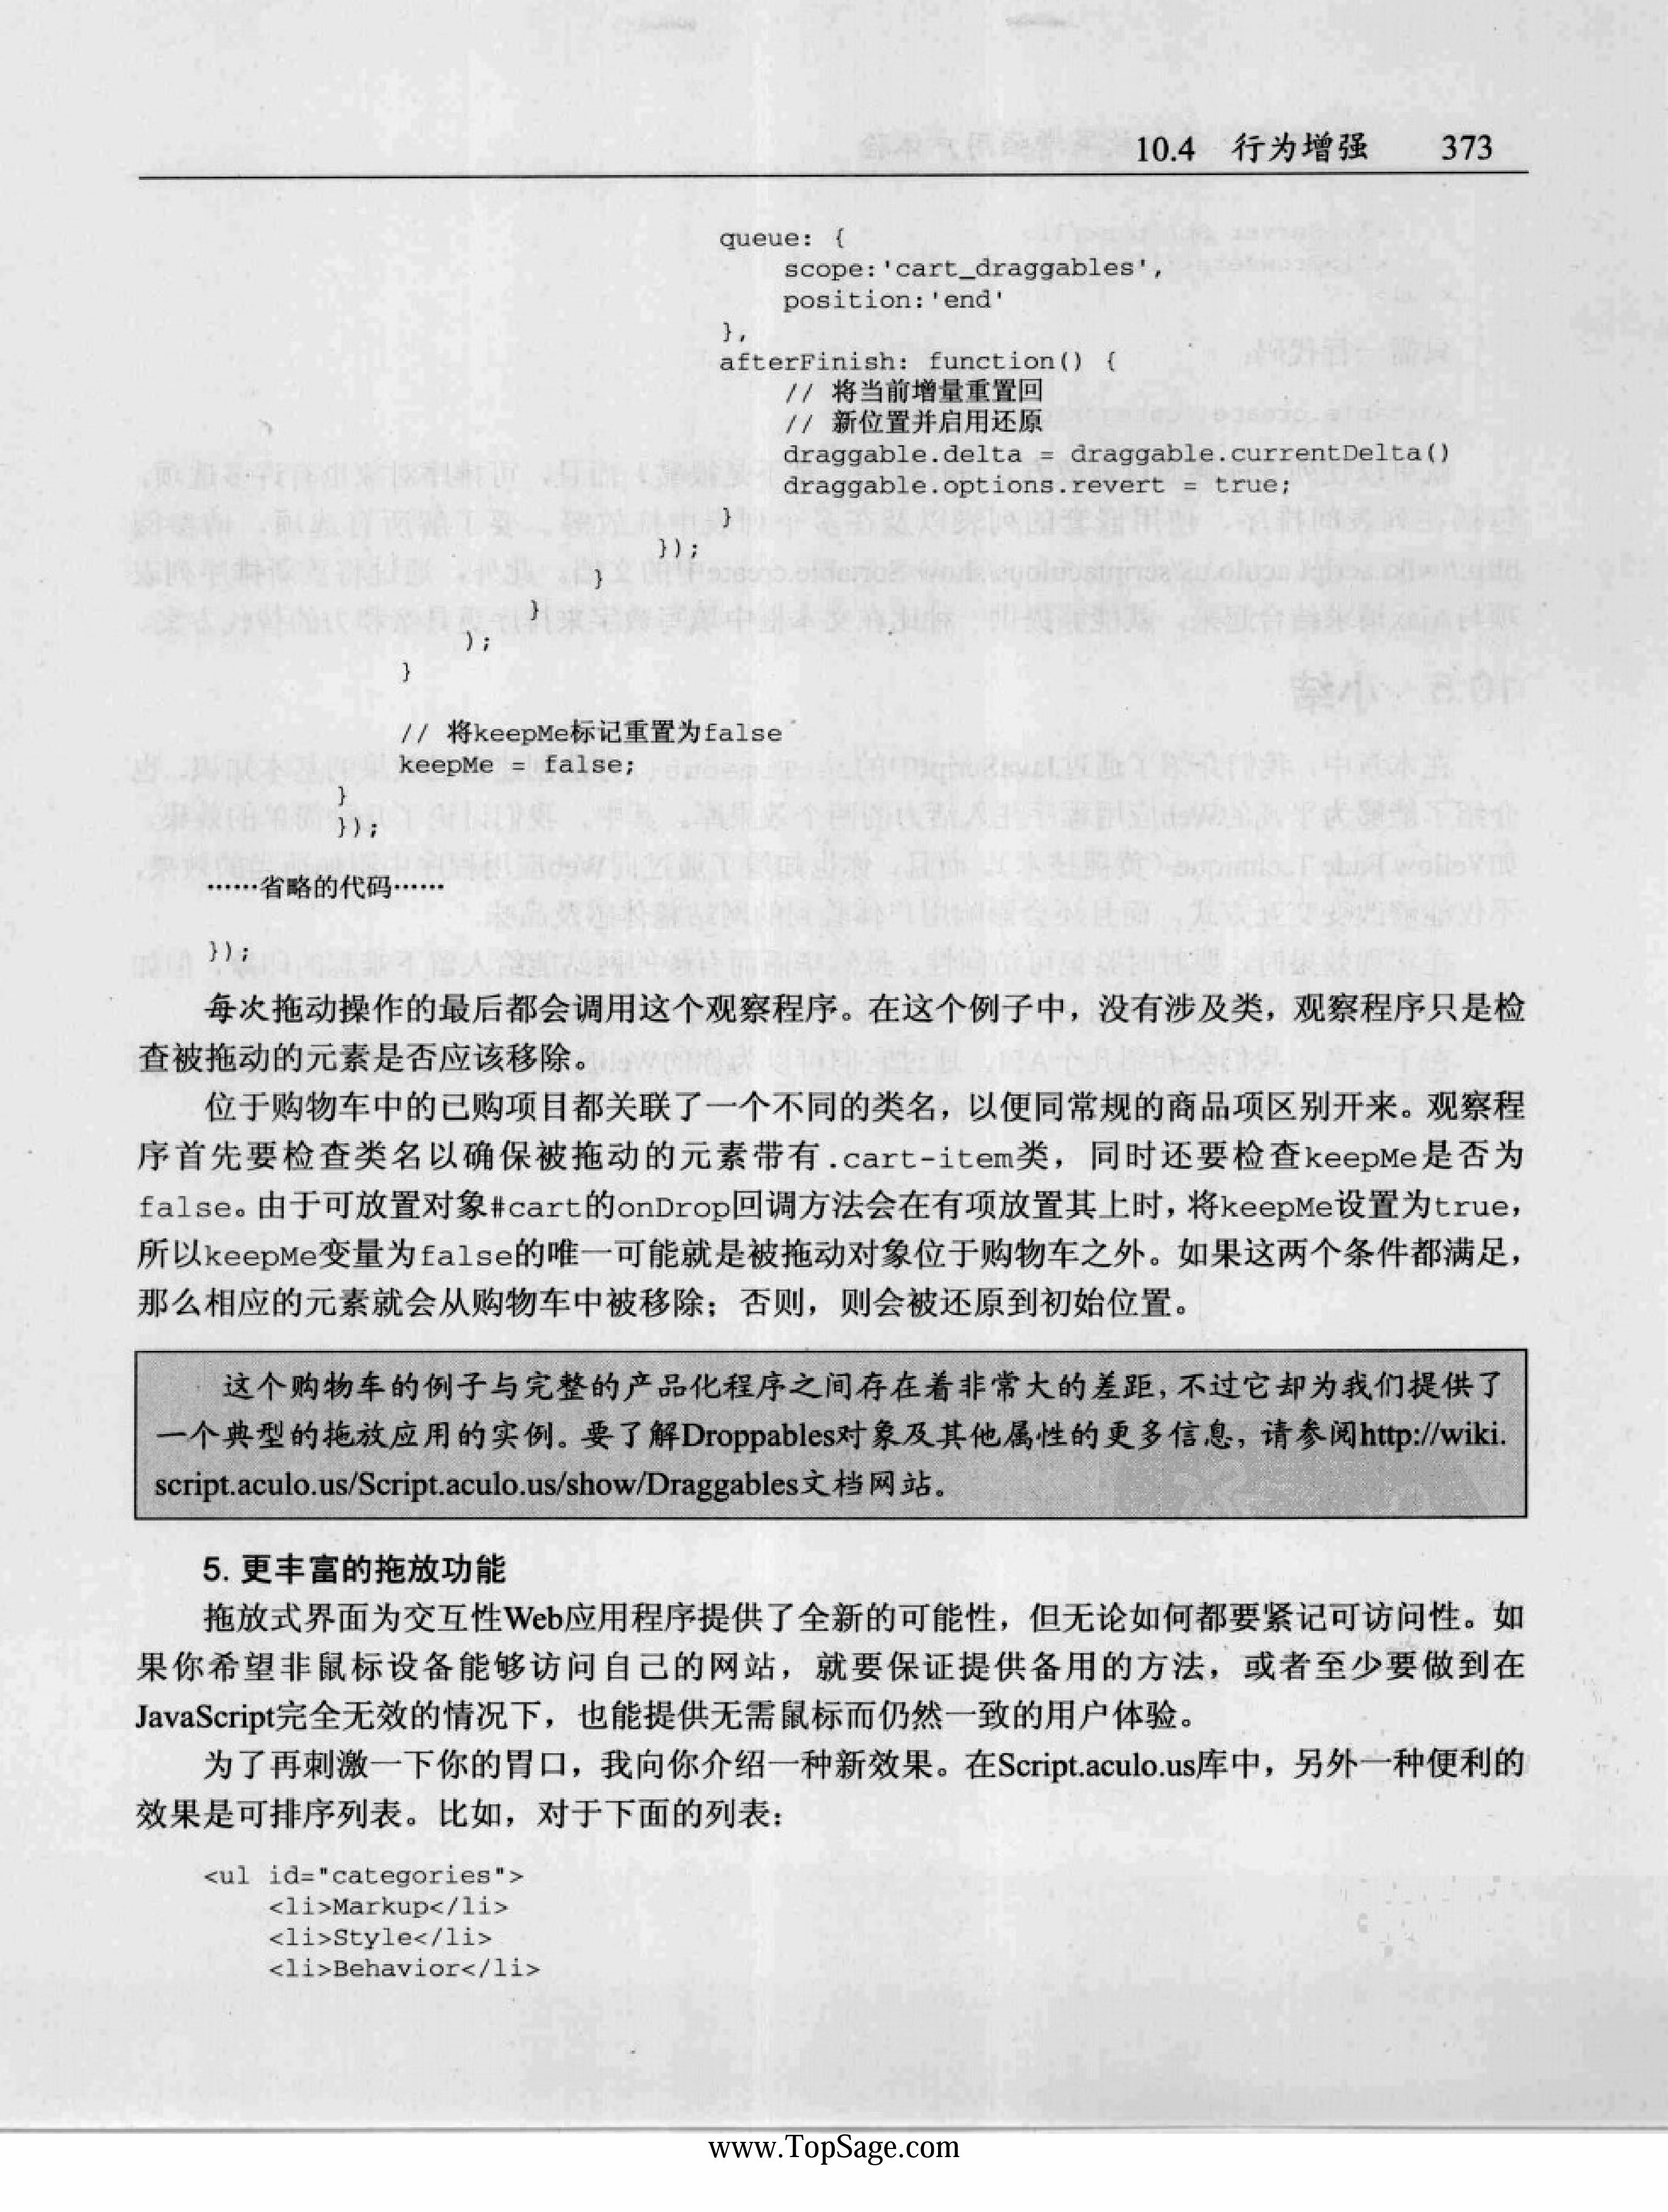 10.4 行为增强 373
queue: {
scope:'cart_draggables',
position:'end'
},
afterFinish: function() {
// 将当前增量重置回
// 新位置并启用还原
draggable.delta = draggable.currentDelta()
draggable.options.revert = true;
}
});
}
}
);
}
// 将keepMe标记重置为false
keepMe = false;
}
});
……省略的代码……
});
每次拖动操作的最后都会调用这个观察程序。在这个例子中，没有涉及类，观察程序只是检
查被拖动的元素是否应该移除。
位于购物车中的已购项目都关联了一个不同的类名，以便同常规的商品项区别开来。观察程
序首先要检查类名以确保被拖动的元素带有.cart-item类，同时还要检查keepMe是否为
false。由于可放置对象#cart的onDrop回调方法会在有项放置其上时，将keepMe设置为true，
所以keepMe变量为false的唯一可能就是被拖动对象位于购物车之外。如果这两个条件都满足，
那么相应的元素就会从购物车中被移除；否则，则会被还原到初始位置。
这个购物车的例子与完整的产品化程序之间存在着非常大的差距，不过它却为我们提供了
一个典型的拖放应用的实例。要了解Droppables对象及其他属性的更多信息，请参阅http://wiki.
script.aculo.us/Script.aculo.us/show/Draggables文档网站。
5. 更丰富的拖放功能
拖放式界面为交互性Web应用程序提供了全新的可能性，但无论如何都要紧记可访问性。如
果你希望非鼠标设备能够访问自己的网站，就要保证提供备用的方法，或者至少要做到在
JavaScript完全无效的情况下，也能提供无需鼠标而仍然一致的用户体验。
为了再刺激一下你的胃口，我向你介绍一种新效果。在Script.aculo.us库中，另外一种便利的
效果是可排序列表。比如，对于下面的列表：
<ul id="categories">
<li>Markup</li>
<li>Style</li>
<li>Behavior</li>
www.TopSage.com